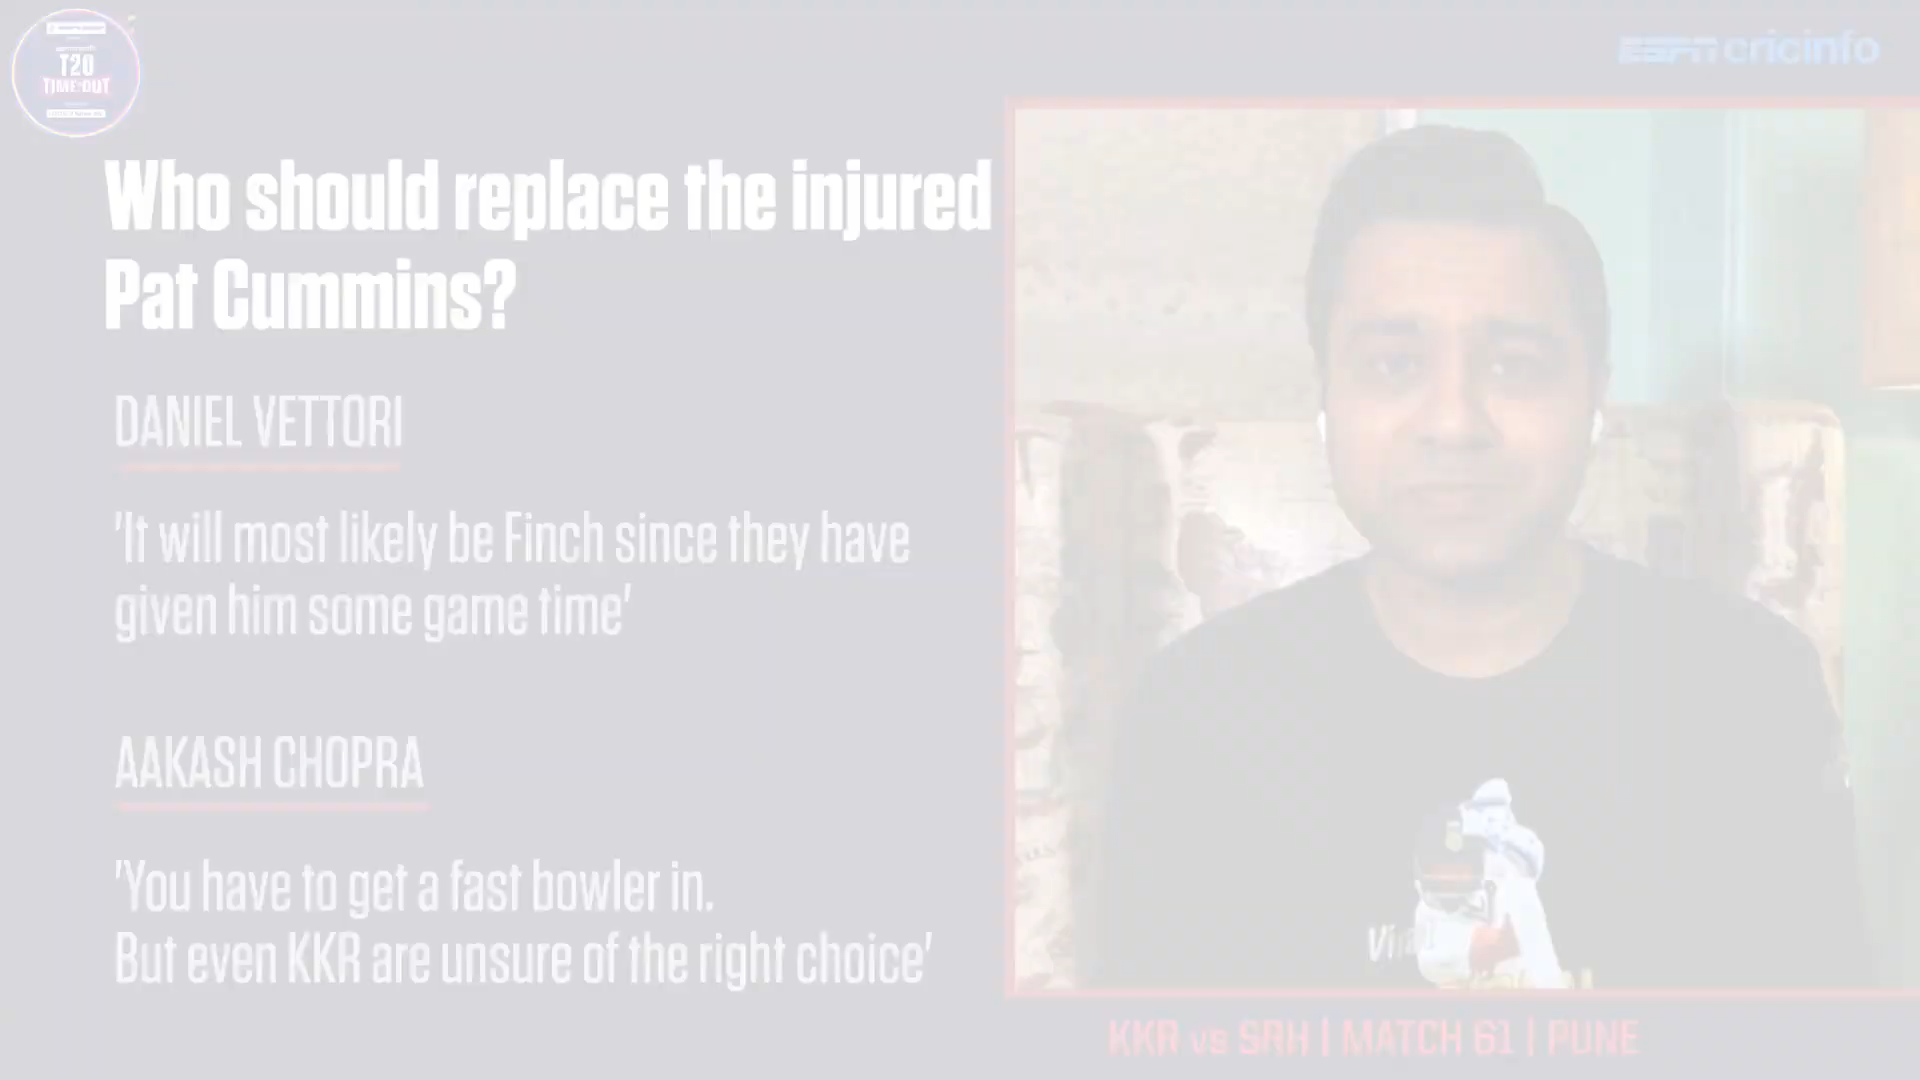 T20
TIME:OUT
ESPN cricinfo
Who should replace the injured
Pat Cummins?
DANIEL VETTORI
'It will most likely be Finch since they have
given him some game time'
AAKASH CHOPRA
'You have to get a fast bowler in.
But even KKR are unsure of the right choice'
KKR vs SRH | MATCH 61 | PUNE